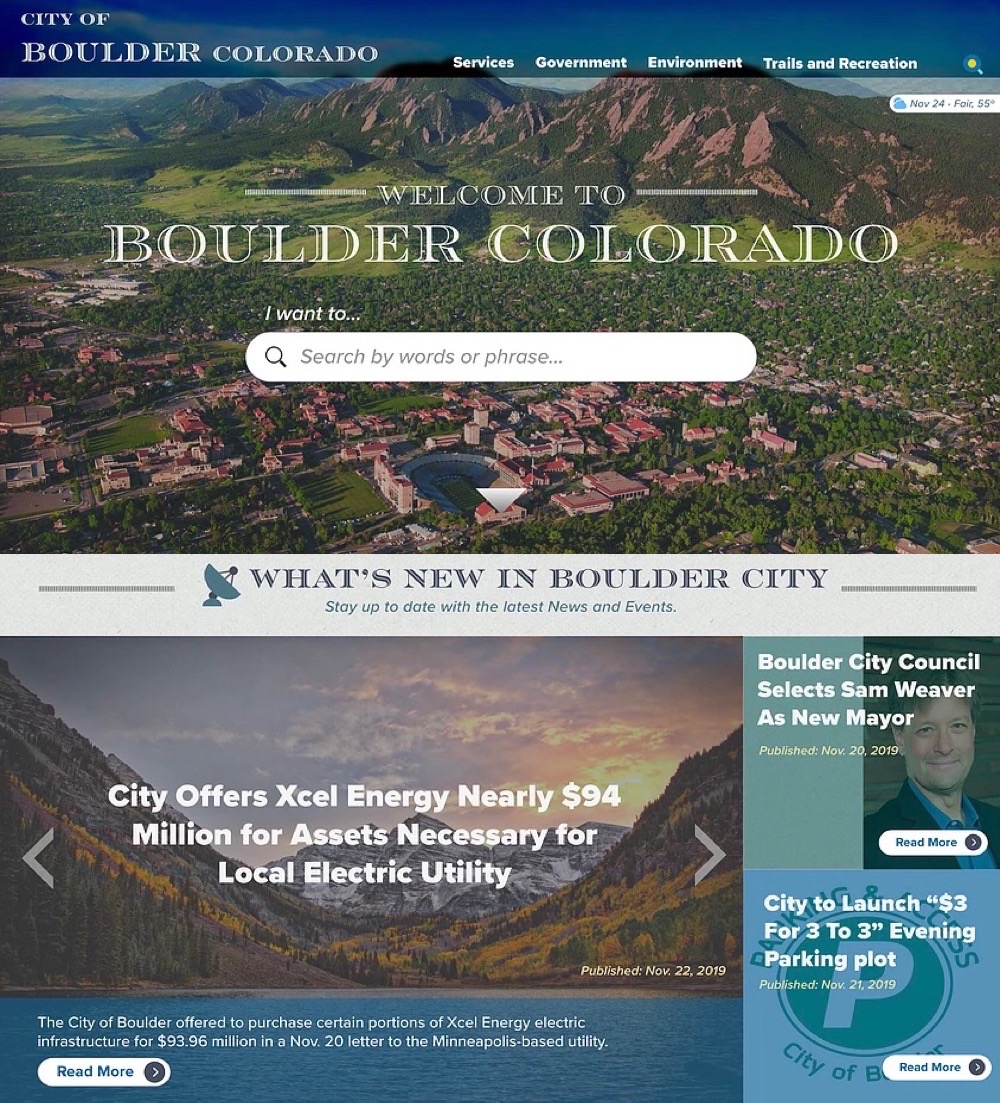 CITY OF
BOULDER COLORADO
Services Government Environment Trails and Recreation
Nov 24 - Fair, 55°
WELCOME TO
BOULDER COLORADO
I want to...
Search by words or phrase...
WHAT'S NEW IN BOULDER CITY
Stay up to date with the latest News and Events.
City Offers Xcel Energy Nearly $94
Million for Assets Necessary for
Local Electric Utility
Published: Nov. 22, 2019
The City of Boulder offered to purchase certain portions of Xcel Energy electric
infrastructure for $93.96 million in a Nov. 20 letter to the Minneapolis-based utility.
Read More
Boulder City Council
Selects Sam Weaver
As New Mayor
Published: Nov. 20, 2019
Read More
City to Launch “$3
For 3 To 3” Evening
Parking plot
Published: Nov. 21, 2019
P
City of
Read More